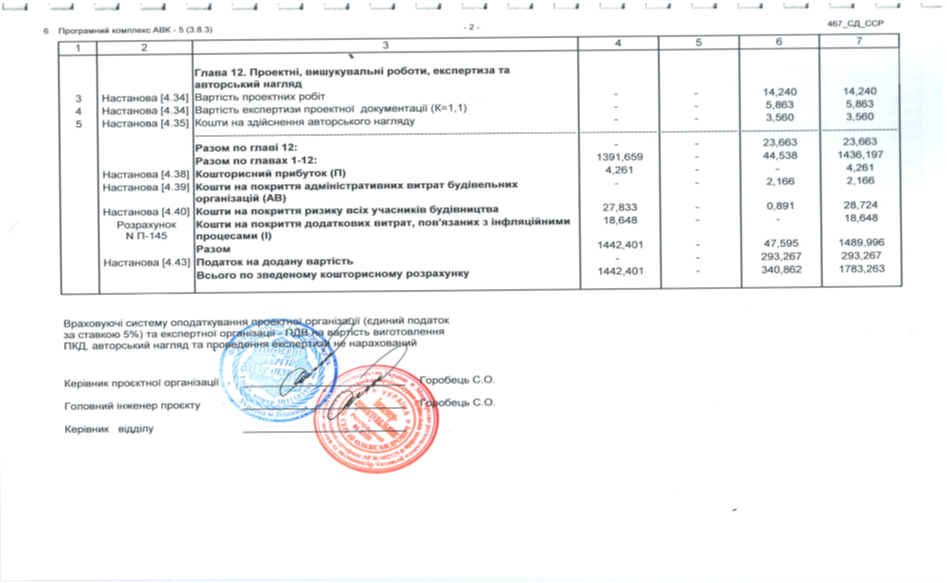 6 Програмний комплекс АВК - 5 (3.8.3) - 2 - 467_СД_ССР
1 2 3 4 5 6 7
Глава 12. Проектні, вишукувальні роботи, експертиза та
авторський нагляд
3 Настанова [4.34] Вартість проектних робіт - - 14,240 14,240
4 Настанова [4.34] Вартість експертизи проектної документації (К=1,1) - - 5,863 5,863
5 Настанова [4.35] Кошти на здійснення авторського нагляду - - 3,560 3,560
Разом по главі 12: - - 23,663 23,663
Разом по главах 1-12: 1391,659 - 44,538 1436,197
Настанова [4.38] Кошторисний прибуток (П) 4,261 - - 4,261
Настанова [4.39] Кошти на покриття адміністративних витрат будівельних - - 2,166 2,166
організацій (АВ)
Настанова [4.40] Кошти на покриття ризику всіх учасників будівництва 27,833 - 0,891 28,724
Розрахунок Кошти на покриття додаткових витрат, пов'язаних з інфляційними 18,648 - - 18,648
N П-145 процесами (І)
Разом 1442,401 - 47,595 1489,996
Настанова [4.43] Податок на додану вартість - - 293,267 293,267
Всього по зведеному кошторисному розрахунку 1442,401 - 340,862 1783,263
Враховуючі систему оподаткування проєктної організації (єдиний податок
за ставкою 5%) та експертної організації - ПДВ на вартість виготовлення
ПКД, авторський нагляд та проведення експертизи не нарахований
Керівник проєктної організації Горобець С.О.
Головний інженер проєкту Горобець С.О.
Керівник відділу